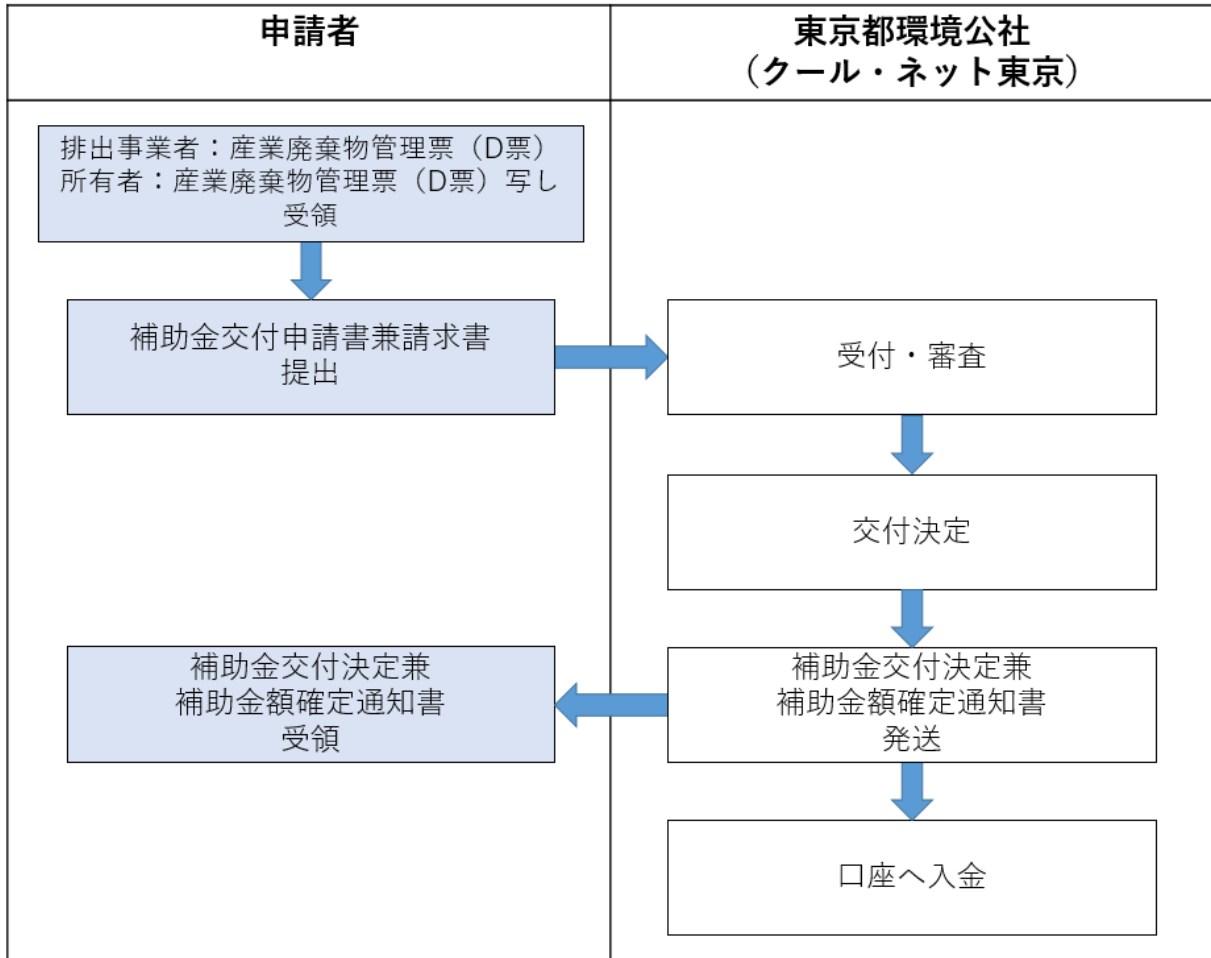 申請者
東京都環境公社
（クール・ネット東京）
排出事業者：産業廃棄物管理票（D票）
所有者：産業廃棄物管理票（D票）写し
受領
補助金交付申請書兼請求書
提出
受付・審査
交付決定
補助金交付決定兼
補助金額確定通知書
受領
補助金交付決定兼
補助金額確定通知書
発送
口座へ入金